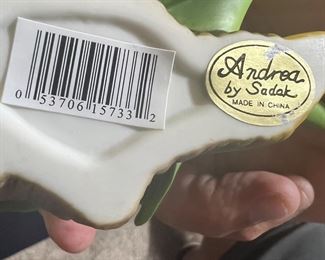 0 53706 15733 2
Andrea
by Sadek
MADE IN CHINA